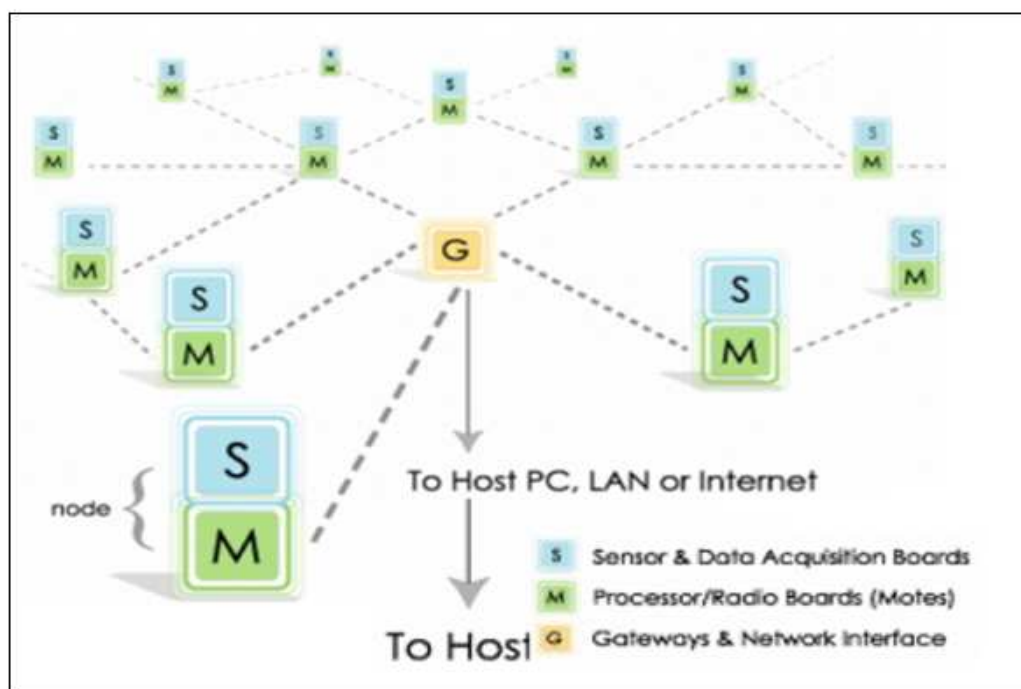 S
M
S
M
S
M
S
M
S
M
S
M
S
M
S
M
S
M
S
M
G
S
M
S
M
S
M
S
M
S
M
node
To Host PC, LAN or Internet
S Sensor & Data Acquisition Boards
M Processor/Radio Boards (Motes)
G Gateways & Network Interface
To Host